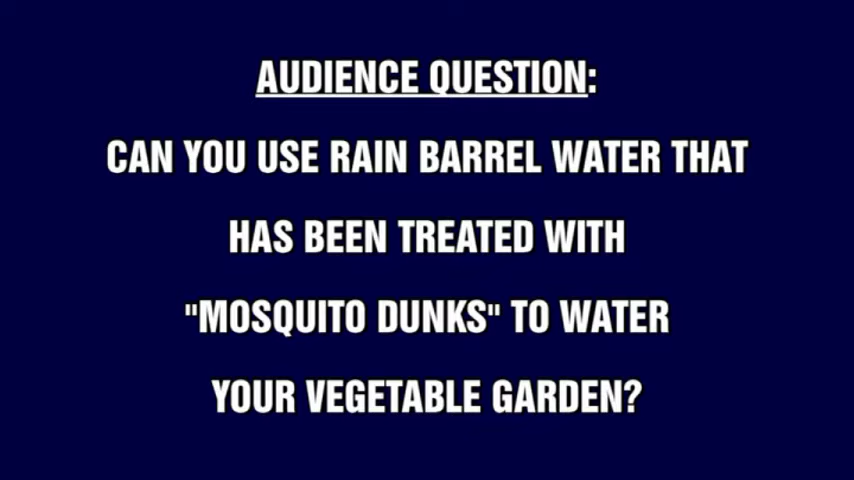 AUDIENCE QUESTION:
CAN YOU USE RAIN BARREL WATER THAT
HAS BEEN TREATED WITH
"MOSQUITO DUNKS" TO WATER
YOUR VEGETABLE GARDEN?